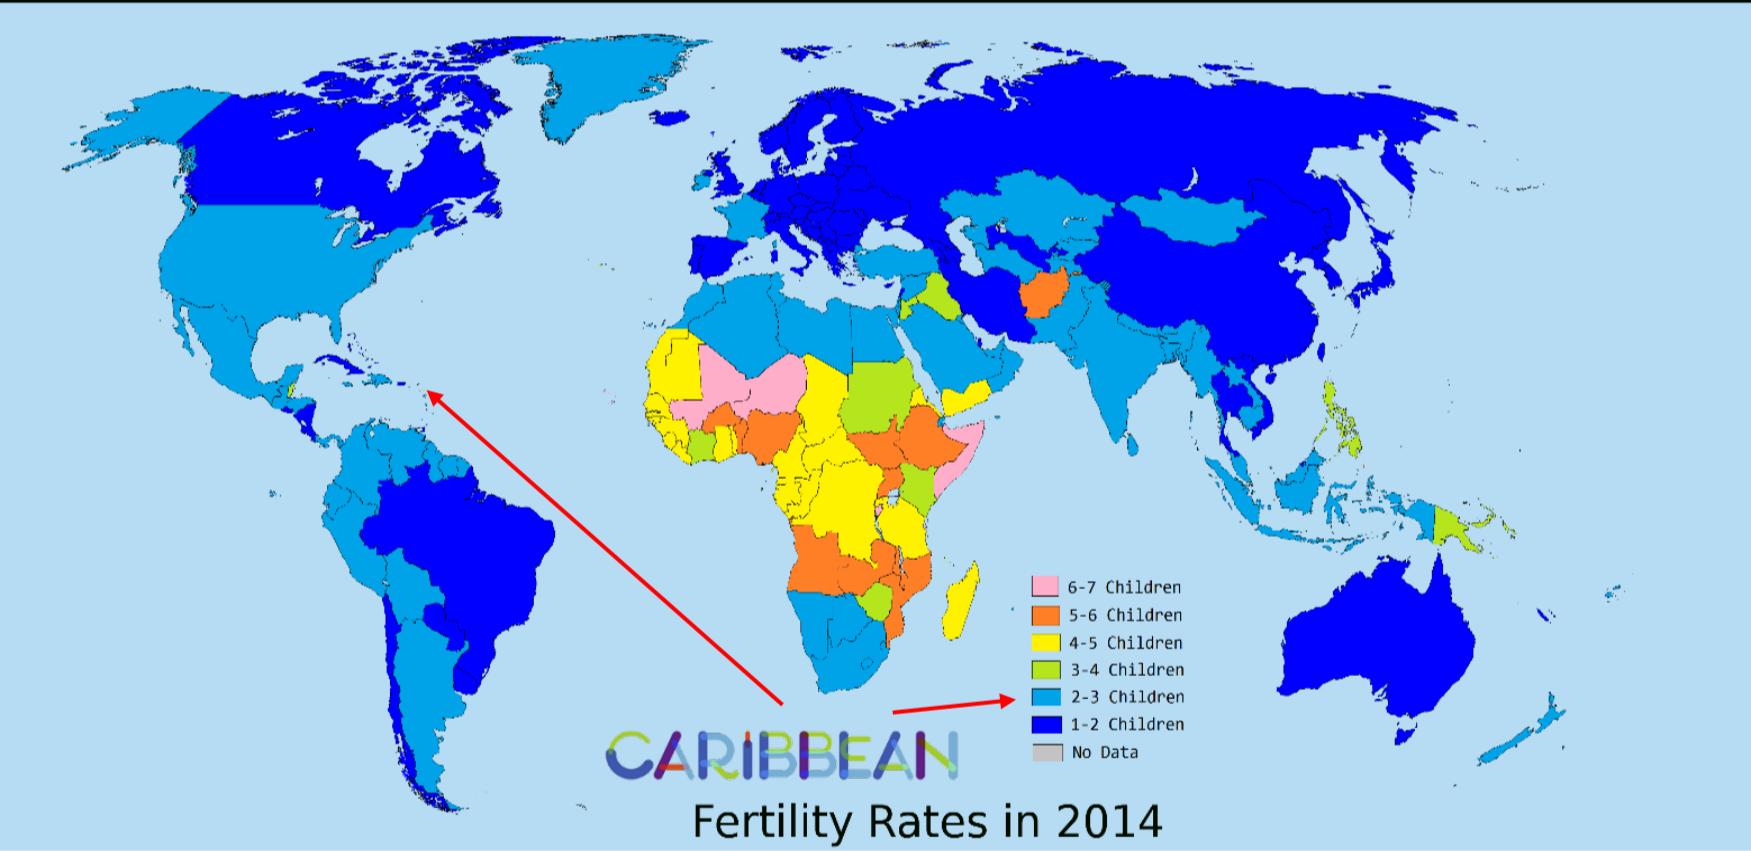 6-7 Children
5-6 Children
4-5 Children
3-4 Children
2-3 Children
1-2 Children
No Data
CARIBBEAN
Fertility Rates in 2014